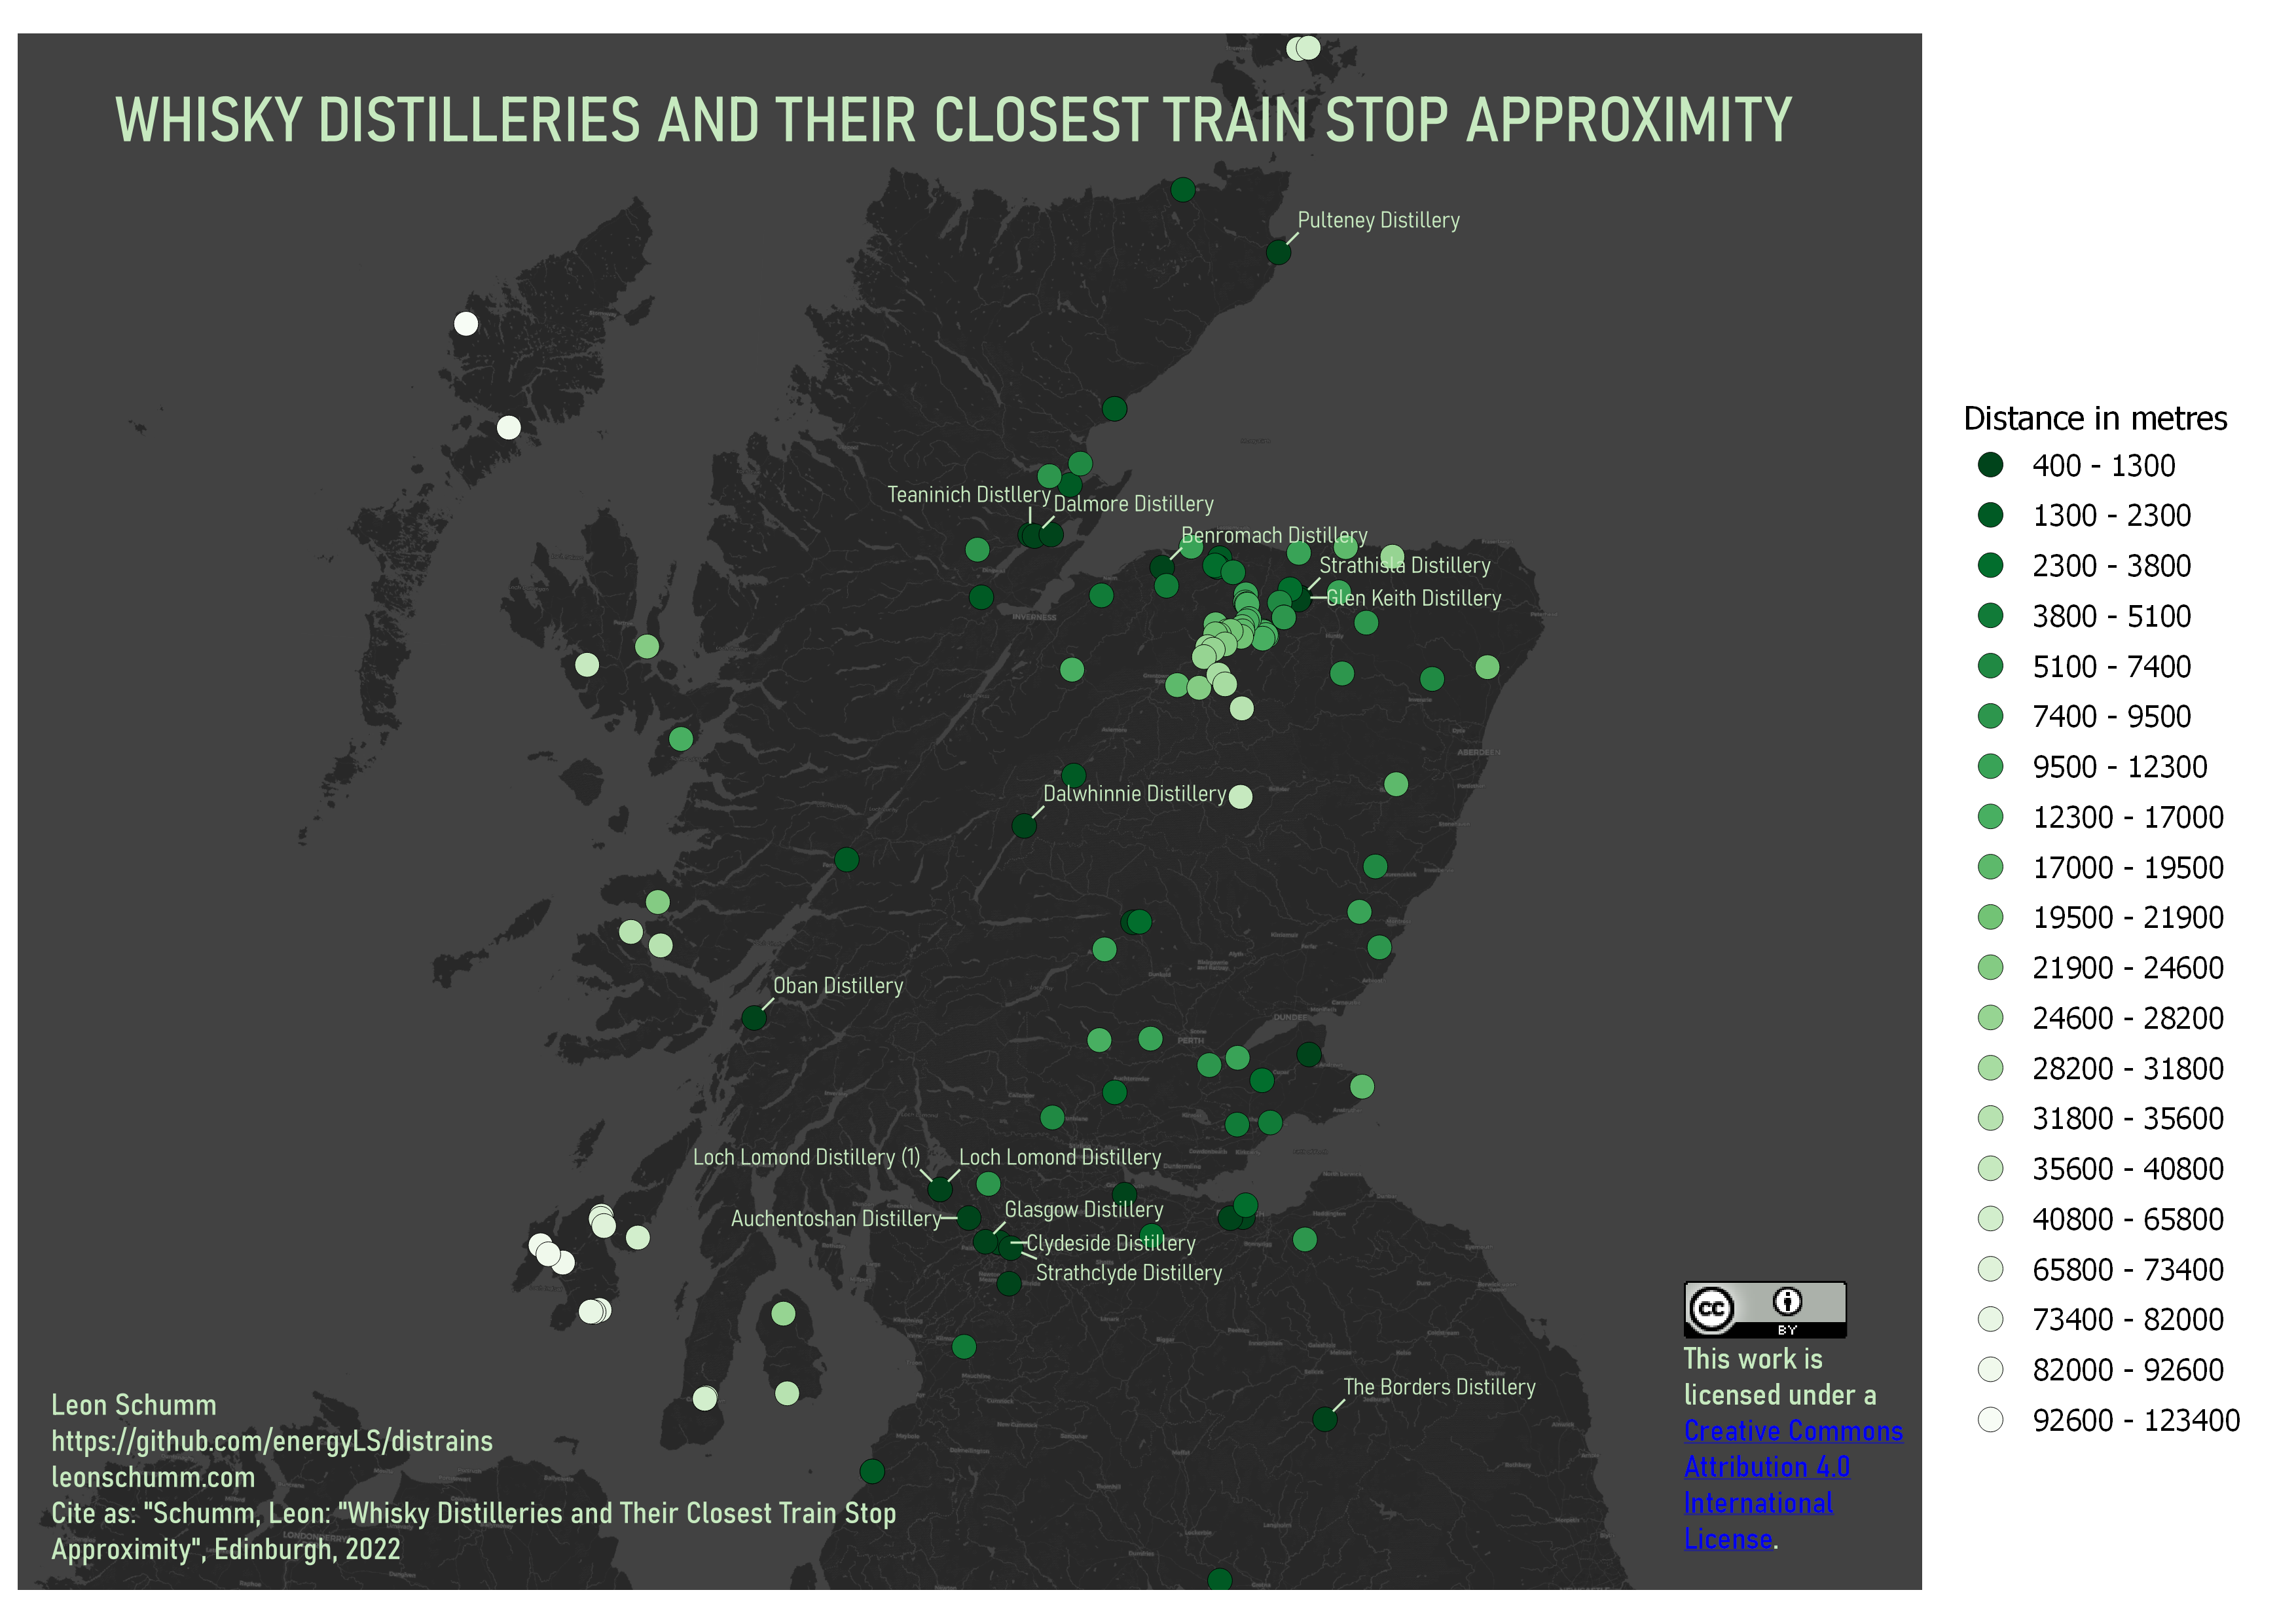 WHISKY DISTILLERIES AND THEIR CLOSEST TRAIN STOP APPROXIMITY
Pulteney Distillery
Teaninich Distllery
Dalmore Distillery
Benromach Distillery
Strathisla Distillery
Glen Keith Distillery
INVERNESS
ABERDEEN
Dalwhinnie Distillery
Oban Distillery
DUNDEE
PERTH
Loch Lomond Distillery (1)
Loch Lomond Distillery
Auchentoshan Distillery
Glasgow Distillery
Clydeside Distillery
Strathclyde Distillery
The Borders Distillery
Distance in metres
400 - 1300
1300 - 2300
2300 - 3800
3800 - 5100
5100 - 7400
7400 - 9500
9500 - 12300
12300 - 17000
17000 - 19500
19500 - 21900
21900 - 24600
24600 - 28200
28200 - 31800
31800 - 35600
35600 - 40800
40800 - 65800
65800 - 73400
73400 - 82000
82000 - 92600
92600 - 123400
Leon Schumm
https://github.com/energyLS/distrains
leonschumm.com
Cite as: "Schumm, Leon: "Whisky Distilleries and Their Closest Train Stop
Approximity", Edinburgh, 2022
LONDONDERRY
cc
BY
This work is
licensed under a
Creative Commons
Attribution 4.0
International
License.